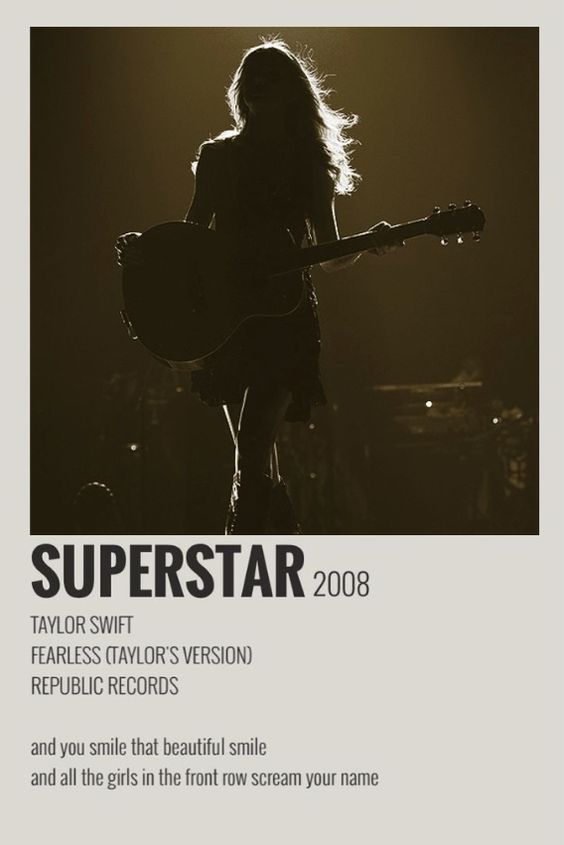 SUPERSTAR 2008
TAYLOR SWIFT
FEARLESS (TAYLOR'S VERSION)
REPUBLIC RECORDS
and you smile that beautiful smile
and all the girls in the front row scream your name